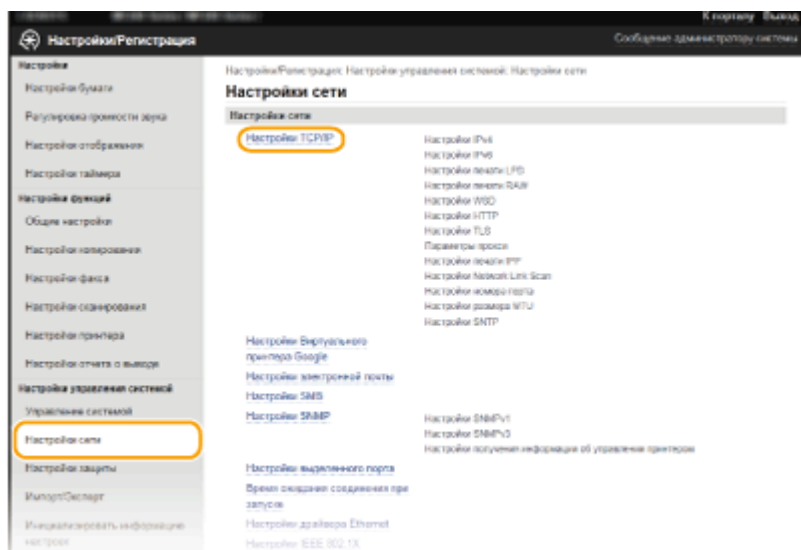 К порталу Выход
Настройки/Регистрация
Сообщение администратору системы
Настройки
Настройки бумаги
Регулировка громкости звука
Настройки отображения
Настройки таймера
Настройки функций
Общие настройки
Настройки копирования
Настройки факса
Настройки сканирования
Настройки принтера
Настройки отчета о выводе
Настройки управления системой
Управление системой
Настройки сети
Настройки защиты
Импорт/Экспорт
Инициализировать информацию
настроек
Настройки/Регистрация: Настройки управления системой: Настройки сети
Настройки сети
Настройки сети
Настройки TCP/IP
Настройки IPv4
Настройки IPv6
Настройки печати LPD
Настройки печати RAW
Настройки WSD
Настройки HTTP
Настройки TLS
Параметры прокси
Настройки печати IPP
Настройки Network Link Scan
Настройки номера порта
Настройки размера MTU
Настройки SNTP
Настройки Виртуального
принтера Google
Настройки электронной почты
Настройки SMB
Настройки SNMP
Настройки SNMPv1
Настройки SNMPv3
Настройки получения информации об управлении принтером
Настройки выделенного порта
Время ожидания соединения при
запуске
Настройки драйвера Ethernet
Настройки IEEE 802.1X